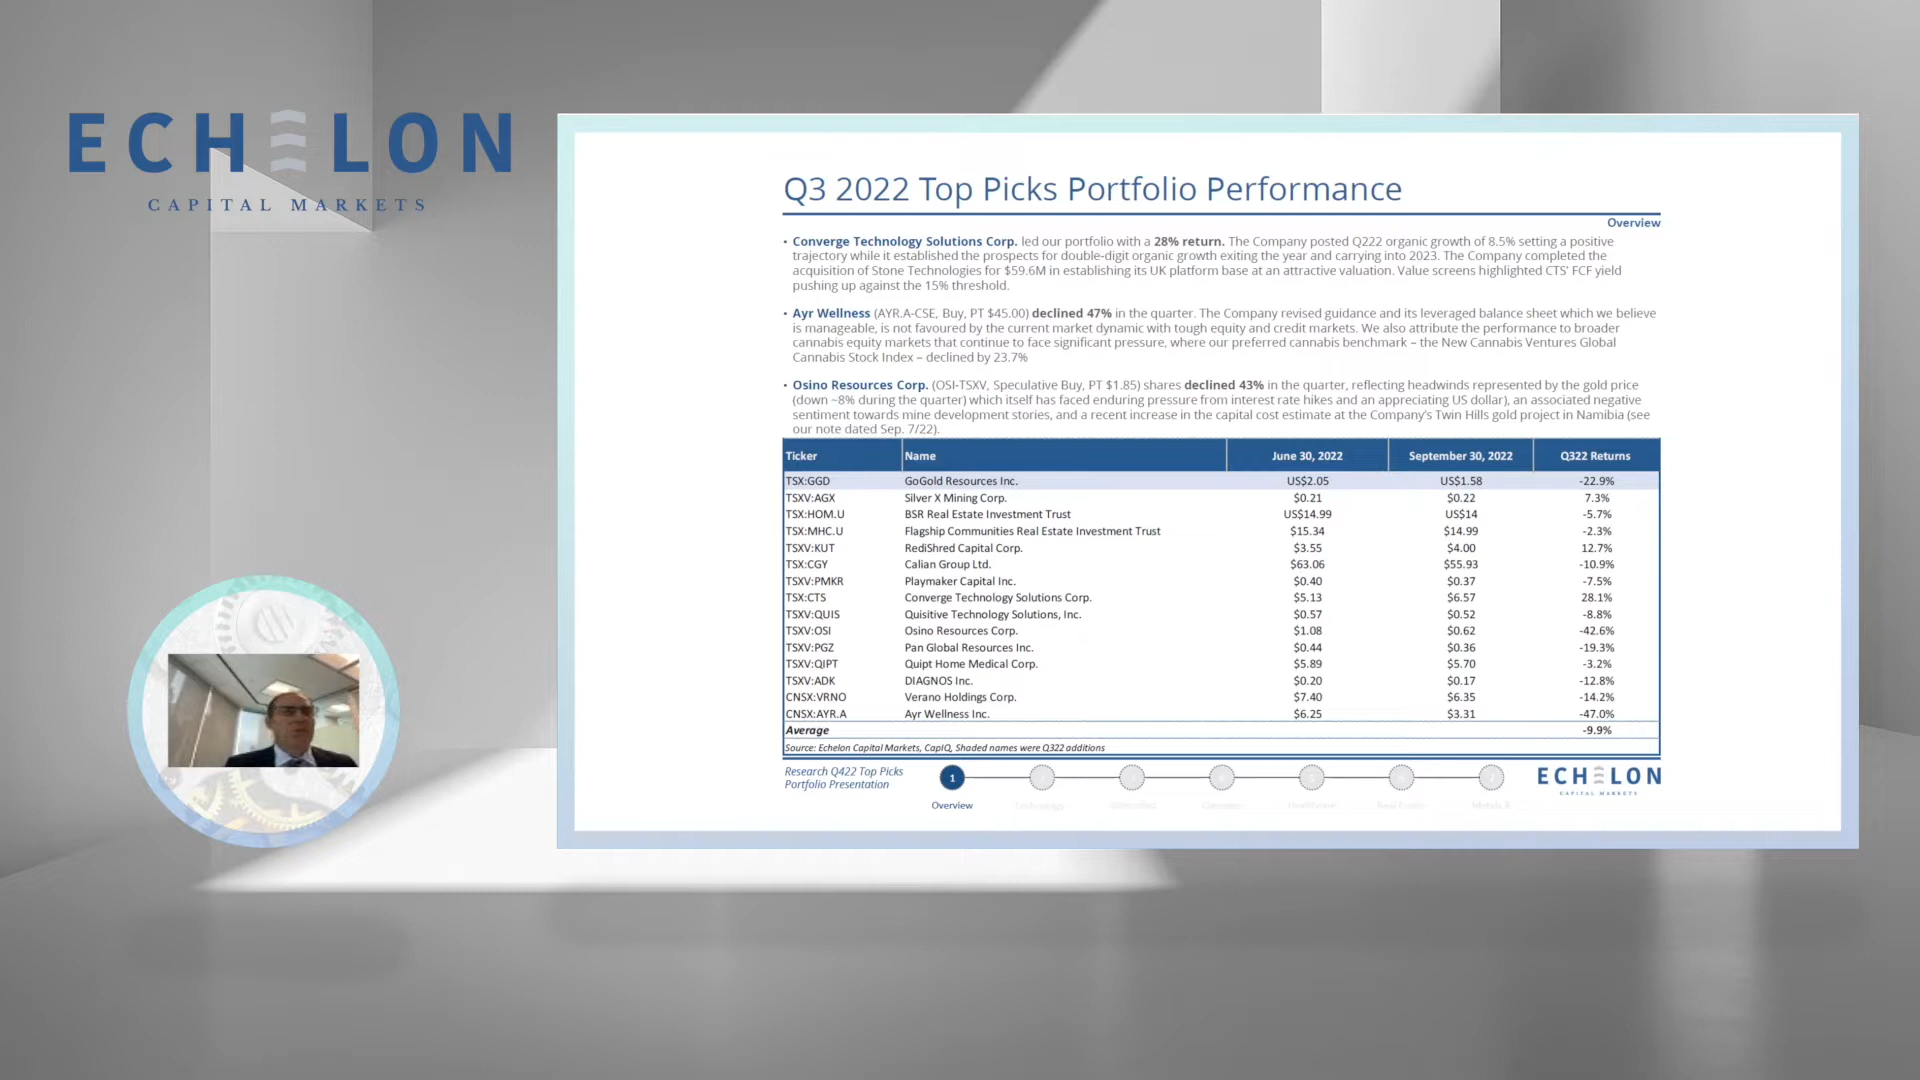 ECHELON
CAPITAL MARKETS
Q3 2022 Top Picks Portfolio Performance
Overview
• Converge Technology Solutions Corp. led our portfolio with a 28% return. The Company posted Q222 organic growth of 8.5% setting a positive
trajectory while it established the prospects for double-digit organic growth exiting the year and carrying into 2023. The Company completed the
acquisition of Stone Technologies for $59.6M in establishing its UK platform base at an attractive valuation. Value screens highlighted CTS' FCF yield
pushing up against the 15% threshold.
• Ayr Wellness (AYR.A-CSE, Buy, PT $45.00) declined 47% in the quarter. The Company revised guidance and its leveraged balance sheet which we believe
is manageable, is not favoured by the current market dynamic with tough equity and credit markets. We also attribute the performance to broader
cannabis equity markets that continue to face significant pressure, where our preferred cannabis benchmark – the New Cannabis Ventures Global
Cannabis Stock Index – declined by 23.7%
• Osino Resources Corp. (OSI-TSXV, Speculative Buy, PT $1.85) shares declined 43% in the quarter, reflecting headwinds represented by the gold price
(down ~8% during the quarter) which itself has faced enduring pressure from interest rate hikes and an appreciating US dollar), an associated negative
sentiment towards mine development stories, and a recent increase in the capital cost estimate at the Company's Twin Hills gold project in Namibia (see
our note dated Sep. 7/22).
Ticker Name June 30, 2022 September 30, 2022 Q322 Returns
TSX:GGD GoGold Resources Inc. US$2.05 US$1.58 -22.9%
TSXV:AGX Silver X Mining Corp. $0.21 $0.22 7.3%
TSX:HOM.U BSR Real Estate Investment Trust US$14.99 US$14 -5.7%
TSX:MHC.U Flagship Communities Real Estate Investment Trust $15.34 $14.99 -2.3%
TSXV:KUT RediShred Capital Corp. $3.55 $4.00 12.7%
TSX:CGY Calian Group Ltd. $63.06 $55.93 -10.9%
TSXV:PMKR Playmaker Capital Inc. $0.40 $0.37 -7.5%
TSX:CTS Converge Technology Solutions Corp. $5.13 $6.57 28.1%
TSXV:QUIS Quisitive Technology Solutions, Inc. $0.57 $0.52 -8.8%
TSXV:OSI Osino Resources Corp. $1.08 $0.62 -42.6%
TSXV:PGZ Pan Global Resources Inc. $0.44 $0.36 -19.3%
TSXV:QIPT Quipt Home Medical Corp. $5.89 $5.70 -3.2%
TSXV:ADK DIAGNOS Inc. $0.20 $0.17 -12.8%
CNSX:VRNO Verano Holdings Corp. $7.40 $6.35 -14.2%
CNSX:AYR.A Ayr Wellness Inc. $6.25 $3.31 -47.0%
Average -9.9%
Source: Echelon Capital Markets, CapIQ, Shaded names were Q322 additions
Research Q422 Top Picks
Portfolio Presentation
1
Overview
Technology
Healthcare
Real Estate
ECHELON
CAPITAL MARKETS